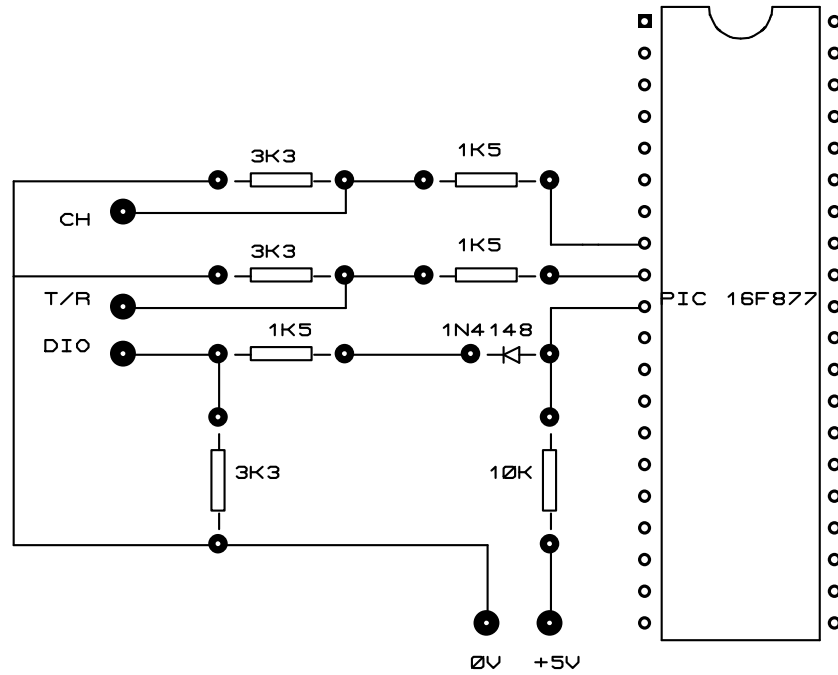 3K3
1K5
CH
3K3
1K5
T/R
PIC 16F877
DIO
1K5
1N4148
3K3
10K
0V
+5V